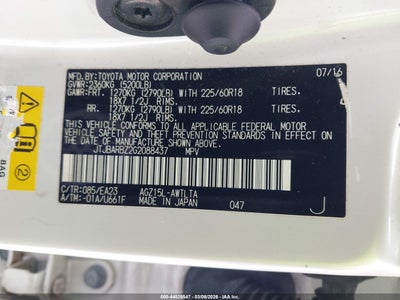 MFD.BY:TOYOTA MOTOR CORPORATION 07/16
GVWR:2360KG (5200LB)
GAWR:FRT. 1270KG (2790LB) WITH 225/60R18 TIRES.
18X7 1/2J RIMS.
RR. 1270KG (2790LB) WITH 225/60R18 TIRES.
18X7 1/2J RIMS.
THIS VEHICLE CONFORMS TO ALL APPLICABLE FEDERAL MOTOR
VEHICLE SAFETY AND THEFT PREVENTION STANDARDS IN EFFECT
ON THE DATE OF MANUFACTURE SHOWN ABOVE.
JTJBARBZ2G2088437 MPV
C/TR:085/EA23 AGZ15L-AWTLTA
A/TM:-01A/U661F MADE IN JAPAN 047 J
BAG